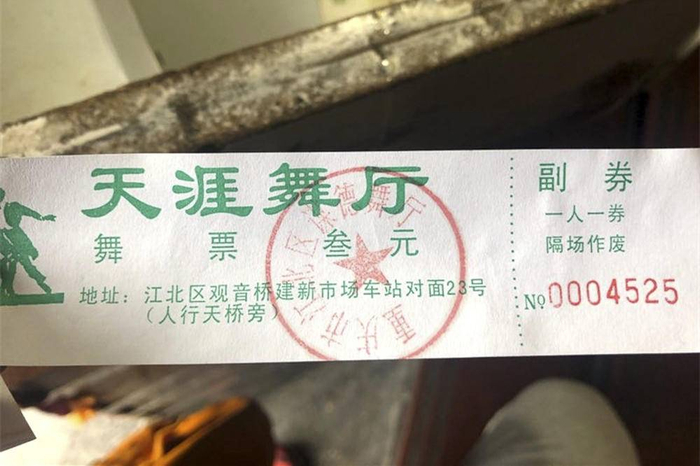 天涯舞厅
舞票 叁元
地址：江北区观音桥建新市场车站对面23号
（人行天桥旁）
副券
一人一券
隔场作废
No 0004525